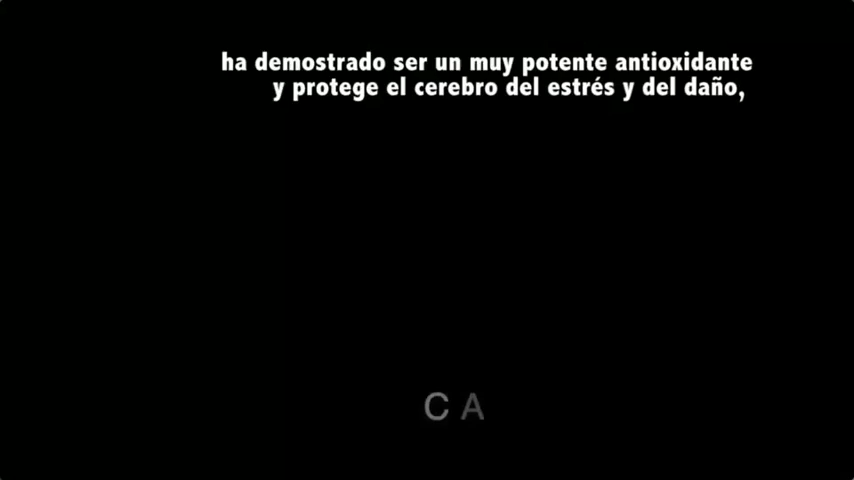 ha demostrado ser un muy potente antioxidante
y protege el cerebro del estrés y del daño,
C A